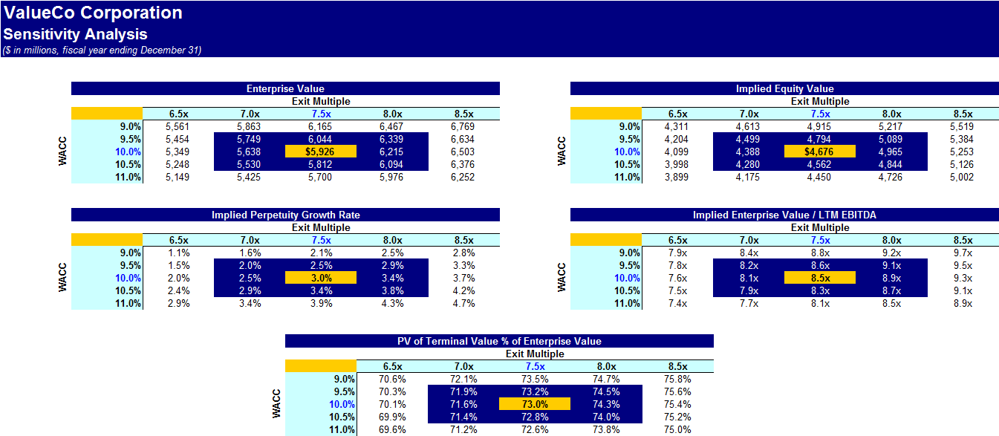 ValueCo Corporation
Sensitivity Analysis
($ in millions, fiscal year ending December 31)
Enterprise Value
Exit Multiple
6.5x 7.0x 7.5x 8.0x 8.5x
WACC
9.0% 5,561 5,863 6,165 6,467 6,769
9.5% 5,454 5,749 6,044 6,339 6,634
10.0% 5,349 5,638 $5,926 6,215 6,503
10.5% 5,248 5,530 5,812 6,094 6,376
11.0% 5,149 5,425 5,700 5,976 6,252
Implied Equity Value
Exit Multiple
6.5x 7.0x 7.5x 8.0x 8.5x
WACC
9.0% 4,311 4,613 4,915 5,217 5,519
9.5% 4,204 4,499 4,794 5,089 5,384
10.0% 4,099 4,388 $4,676 4,965 5,253
10.5% 3,998 4,280 4,562 4,844 5,126
11.0% 3,899 4,175 4,450 4,726 5,002
Implied Perpetuity Growth Rate
Exit Multiple
6.5x 7.0x 7.5x 8.0x 8.5x
WACC
9.0% 1.1% 1.6% 2.1% 2.5% 2.8%
9.5% 1.5% 2.0% 2.5% 2.9% 3.3%
10.0% 2.0% 2.5% 3.0% 3.4% 3.7%
10.5% 2.4% 2.9% 3.4% 3.8% 4.2%
11.0% 2.9% 3.4% 3.9% 4.3% 4.7%
Implied Enterprise Value / LTM EBITDA
Exit Multiple
6.5x 7.0x 7.5x 8.0x 8.5x
WACC
9.0% 7.9x 8.4x 8.8x 9.2x 9.7x
9.5% 7.8x 8.2x 8.6x 9.1x 9.5x
10.0% 7.6x 8.1x 8.5x 8.9x 9.3x
10.5% 7.5x 7.9x 8.3x 8.7x 9.1x
11.0% 7.4x 7.7x 8.1x 8.5x 8.9x
PV of Terminal Value % of Enterprise Value
Exit Multiple
6.5x 7.0x 7.5x 8.0x 8.5x
WACC
9.0% 70.6% 72.1% 73.5% 74.7% 75.8%
9.5% 70.3% 71.9% 73.2% 74.5% 75.6%
10.0% 70.1% 71.6% 73.0% 74.3% 75.4%
10.5% 69.9% 71.4% 72.8% 74.0% 75.2%
11.0% 69.6% 71.2% 72.6% 73.8% 75.0%